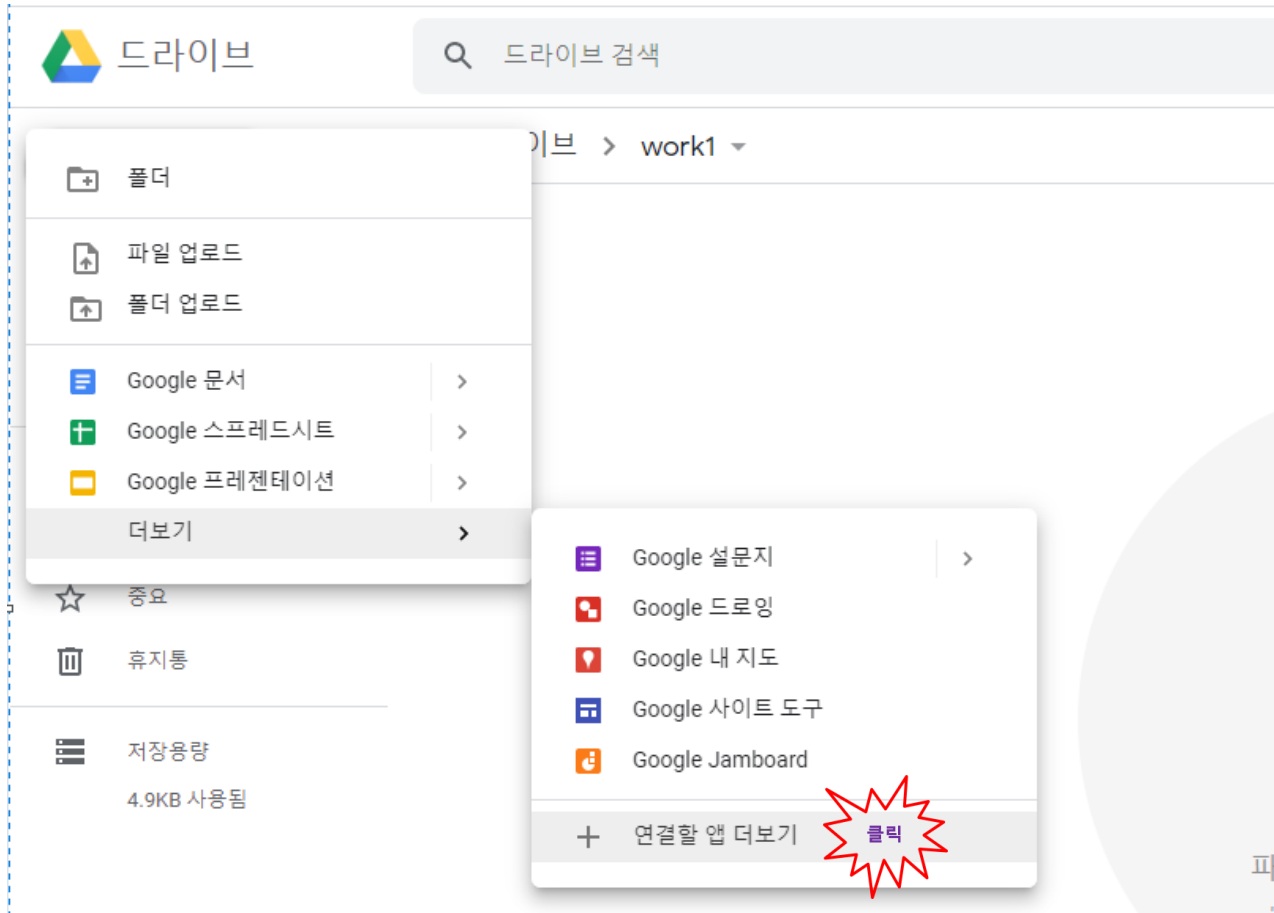 드라이브
드라이브 검색
이브 > work1
폴더
파일 업로드
폴더 업로드
Google 문서
Google 스프레드시트
Google 프레젠테이션
더보기
중요
휴지통
저장용량
4.9KB 사용됨
Google 설문지
Google 드로잉
Google 내 지도
Google 사이트 도구
Google Jamboard
연결할 앱 더보기
클릭